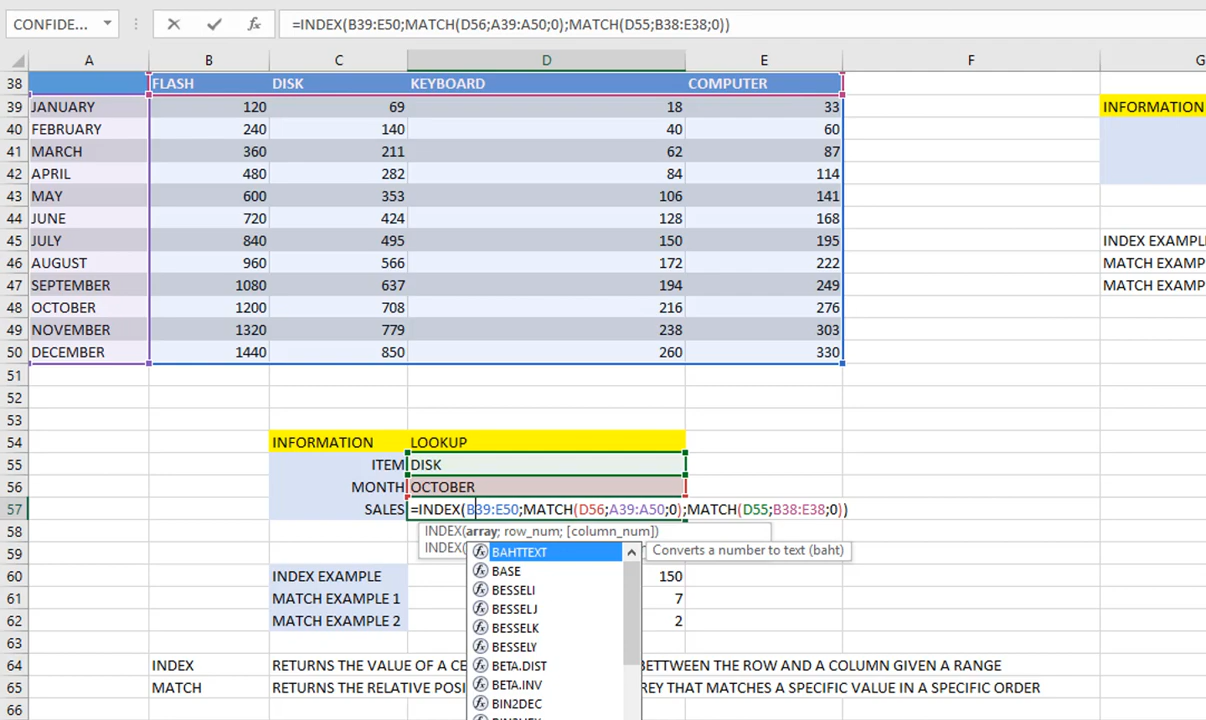 CONFIDE... =INDEX(B39:E50;MATCH(D56;A39:A50;0);MATCH(D55;B38:E38;0))
A B C D E F G
38 FLASH DISK KEYBOARD COMPUTER
39 JANUARY 120 69 18 33 INFORMATION
40 FEBRUARY 240 140 40 60
41 MARCH 360 211 62 87
42 APRIL 480 282 84 114
43 MAY 600 353 106 141
44 JUNE 720 424 128 168
45 JULY 840 495 150 195 INDEX EXAMPLE
46 AUGUST 960 566 172 222 MATCH EXAMP
47 SEPTEMBER 1080 637 194 249 MATCH EXAMP
48 OCTOBER 1200 708 216 276
49 NOVEMBER 1320 779 238 303
50 DECEMBER 1440 850 260 330
51
52
53
54 INFORMATION LOOKUP
55 ITEM DISK
56 MONTH OCTOBER
57 SALES =INDEX(B39:E50;MATCH(D56;A39:A50;0);MATCH(D55;B38:E38;0))
58 INDEX(array; row_num; [column_num])
59 INDEX( BAHTTEXT Converts a number to text (baht)
BASE
60 INDEX EXAMPLE 150
BESSELI
61 MATCH EXAMPLE 1 7
BESSELJ
62 MATCH EXAMPLE 2 2
BESSELK
63 BESSELY
64 INDEX RETURNS THE VALUE OF A CE BETTWEEN THE ROW AND A COLUMN GIVEN A RANGE
BETA.DIST
65 MATCH RETURNS THE RELATIVE POSI REY THAT MATCHES A SPECIFIC VALUE IN A SPECIFIC ORDER
BETA.INV
BIN2DEC
66